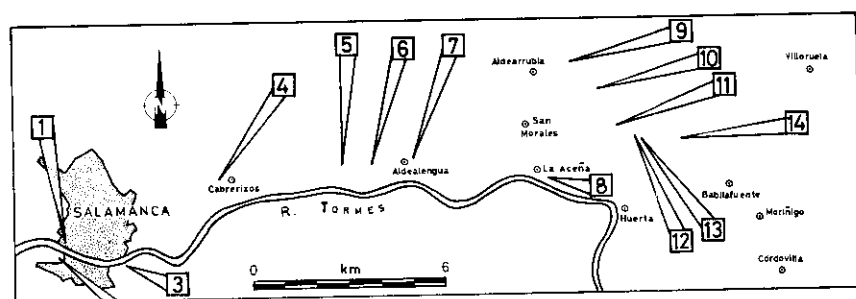 9
5
6
7
Aldearrubia
10
Villoruela
4
11
1
San
Morales
14
N
Aldealengua
La Aceña
Cabrerizos
8
Babilafuente
SALAMANCA
R. TORMES
Huerta
Moriñigo
12
13
3
0
km
6
Cordovilla